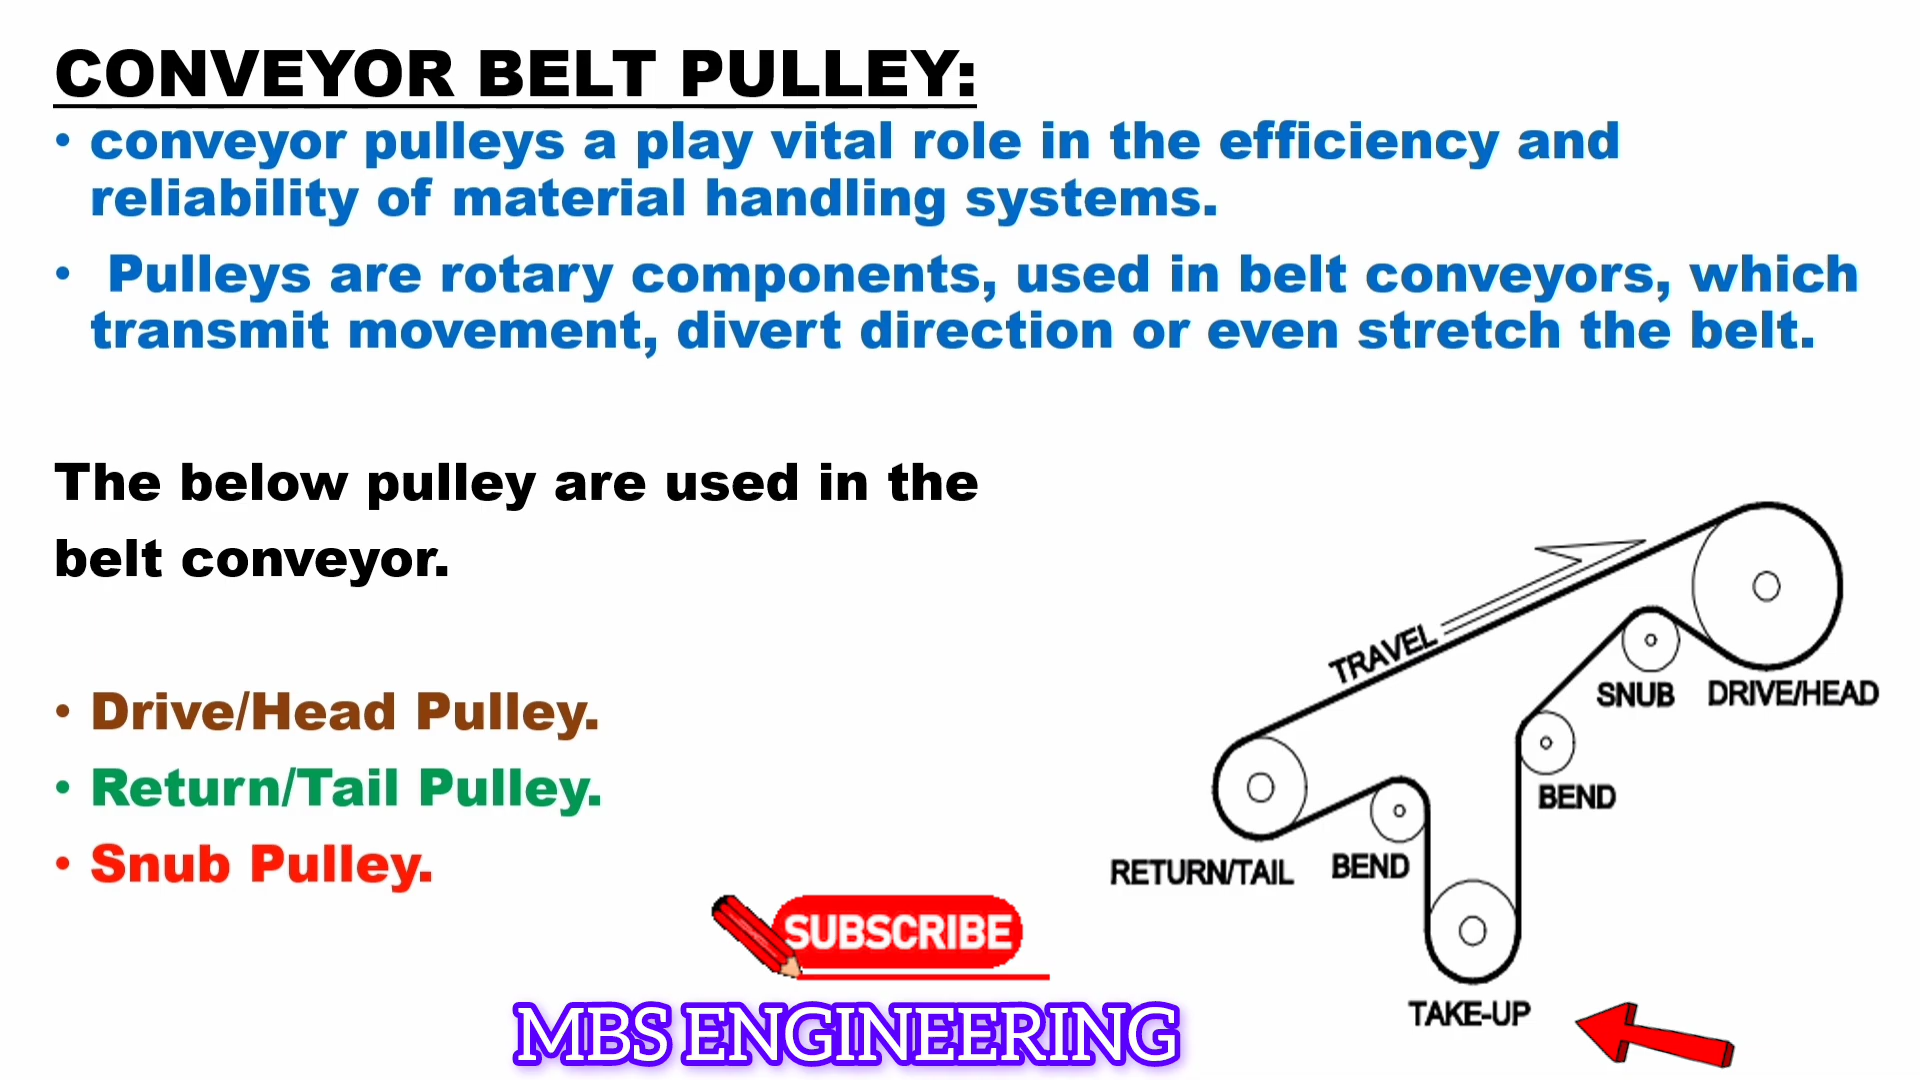 CONVEYOR BELT PULLEY:
• conveyor pulleys a play vital role in the efficiency and
reliability of material handling systems.
• Pulleys are rotary components, used in belt conveyors, which
transmit movement, divert direction or even stretch the belt.
The below pulley are used in the
belt conveyor.
• Drive/Head Pulley.
• Return/Tail Pulley.
• Snub Pulley.
TRAVEL
SNUB
DRIVE/HEAD
BEND
RETURN/TAIL
BEND
TAKE-UP
SUBSCRIBE
MBS ENGINEERING